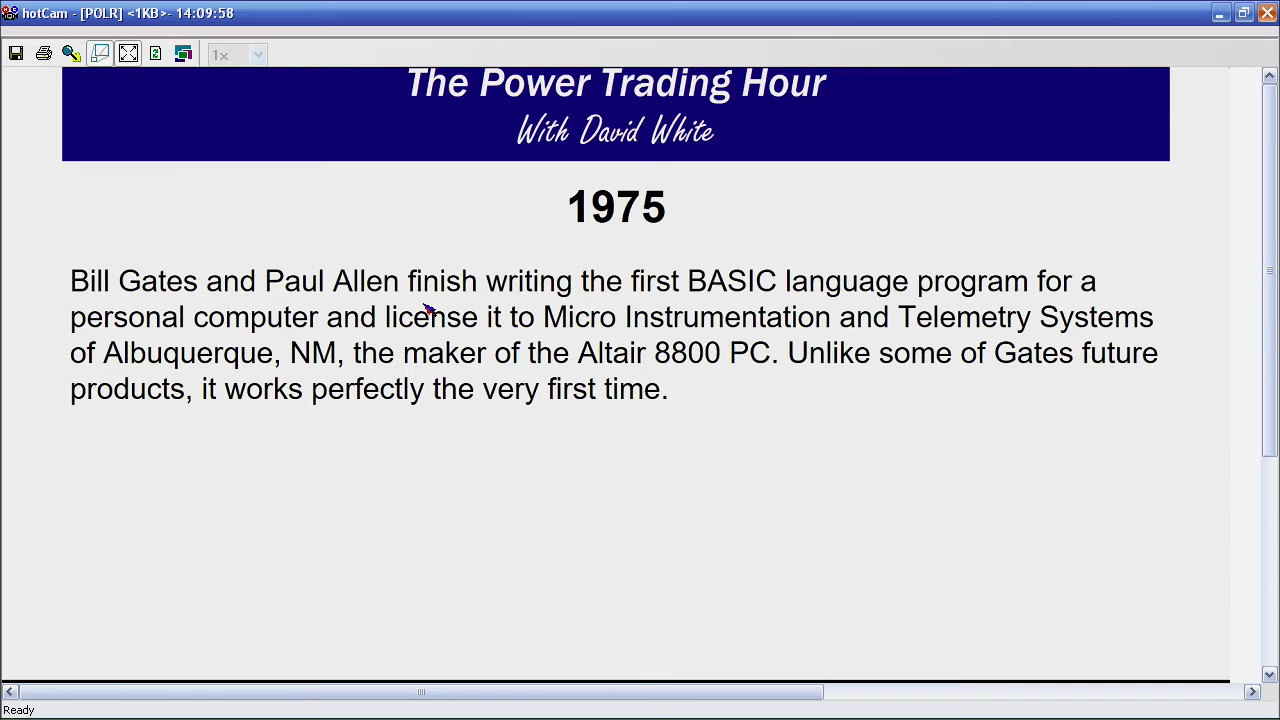 hotCam - [POLR] <1KB>- 14:09:58
1x
The Power Trading Hour
With David White
1975
Bill Gates and Paul Allen finish writing the first BASIC language program for a
personal computer and license it to Micro Instrumentation and Telemetry Systems
of Albuquerque, NM, the maker of the Altair 8800 PC. Unlike some of Gates future
products, it works perfectly the very first time.
Ready